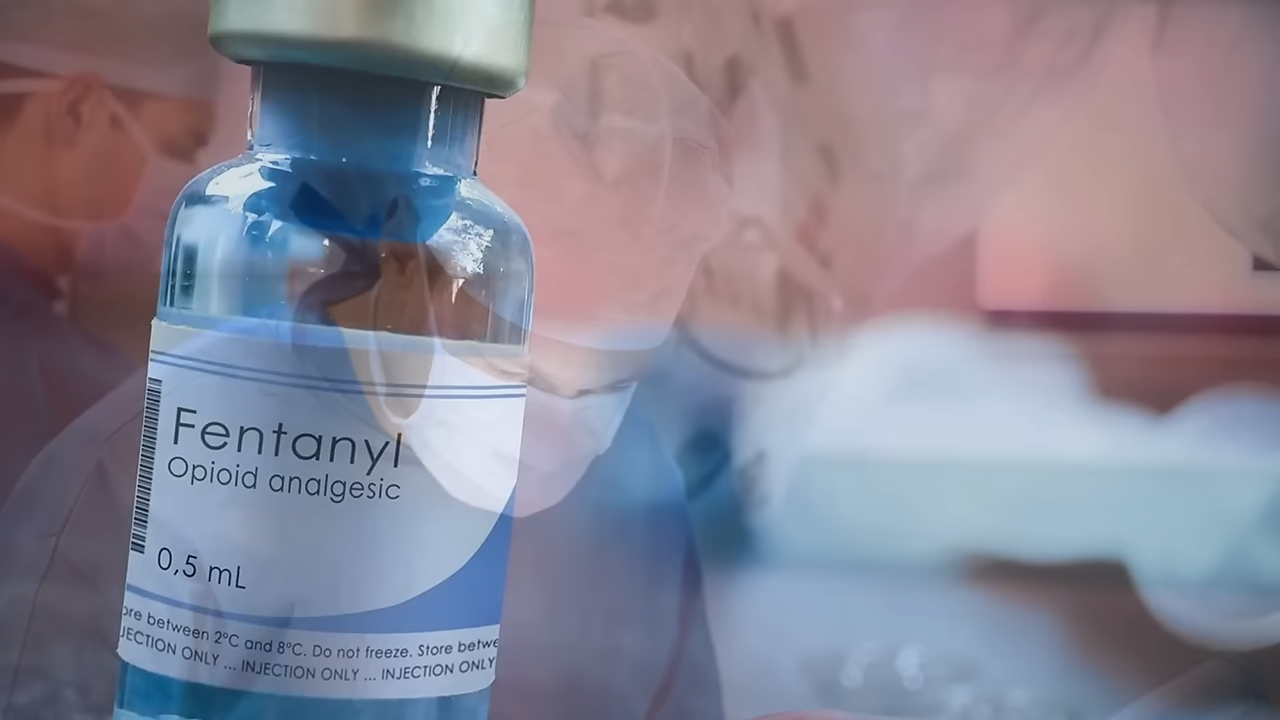 Fentanyl
Opioid analgesic
0,5 mL
ore between 2°C and 8°C. Do not freeze. Store betwe
JECTION ONLY ... INJECTION ONLY ... INJECTION ONLY